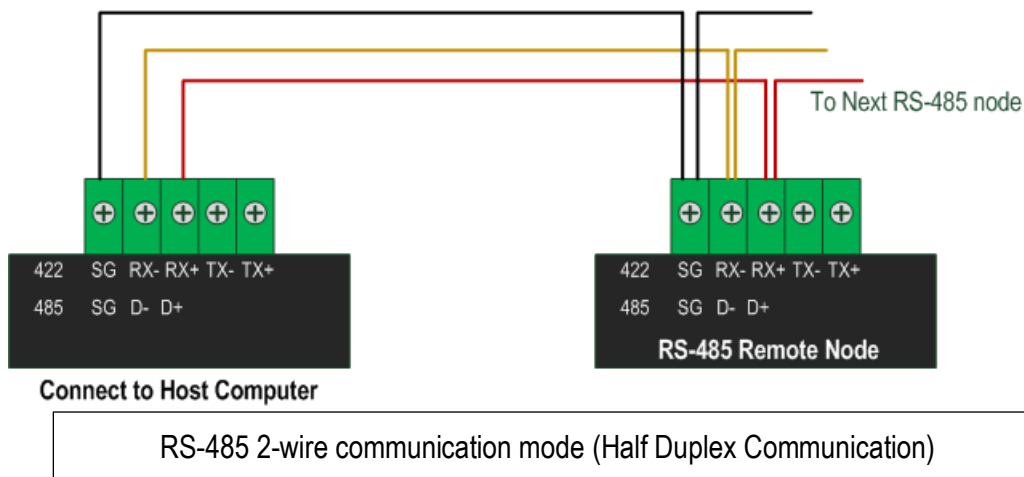 To Next RS-485 node
422 SG RX- RX+ TX- TX+
485 SG D- D+
Connect to Host Computer
422 SG RX- RX+ TX- TX+
485 SG D- D+
RS-485 Remote Node
RS-485 2-wire communication mode (Half Duplex Communication)